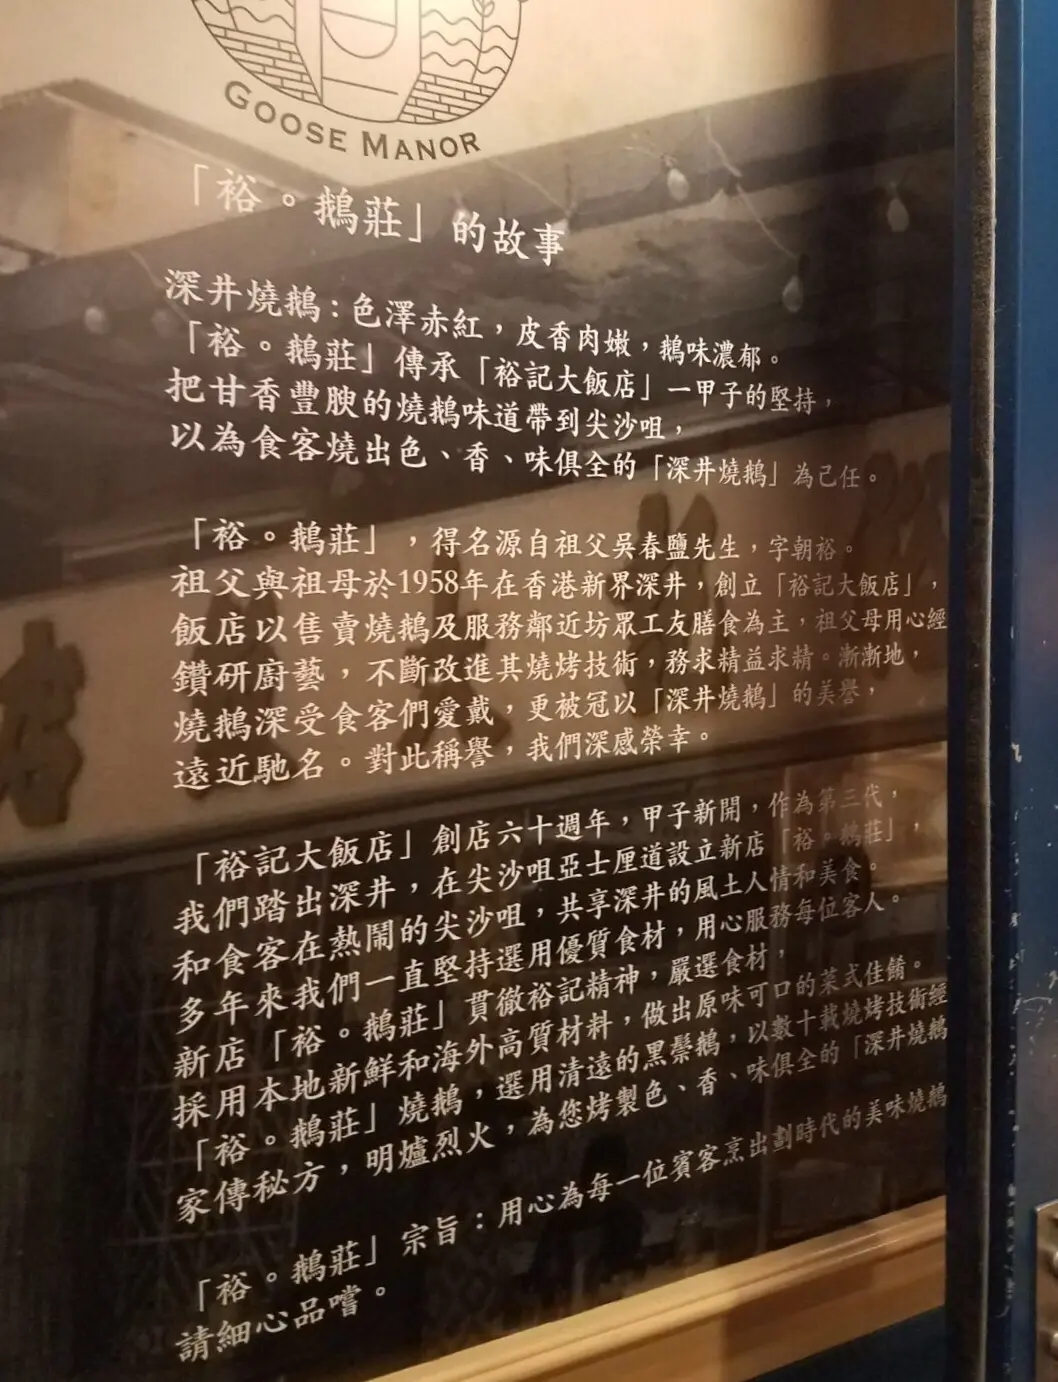 GOOSE MANOR
「裕。鵝莊」的故事
深井燒鵝：色澤赤紅，皮香肉嫩，鵝味濃郁。
「裕。鵝莊」傳承「裕記大飯店」一甲子的堅持，
把甘香豐腴的燒鵝味道帶到尖沙咀，
以為食客燒出色、香、味俱全的「深井燒鵝」為己任。
「裕。鵝莊」，得名源自祖父吳春鹽先生，字朝裕。
祖父與祖母於1958年在香港新界深井，創立「裕記大飯店」，
飯店以售賣燒鵝及服務鄰近坊眾工友膳食為主，祖父母用心經
鑽研廚藝，不斷改進其燒烤技術，務求精益求精。漸漸地，
燒鵝深受食客們愛戴，更被冠以「深井燒鵝」的美譽，
遠近馳名。對此稱譽，我們深感榮幸。
「裕記大飯店」創店六十週年，甲子新開，作為第三代，
我們踏出深井，在尖沙咀亞士厘道設立新店「裕。鵝莊」，
和食客在熱鬧的尖沙咀，共享深井的風土人情和美食。
多年來我們一直堅持選用優質食材，用心服務每位客人。
新店「裕。鵝莊」貫徹裕記精神，嚴選食材，
採用本地新鮮和海外高質材料，做出原味可口的菜式佳餚。
「裕。鵝莊」燒鵝，選用清遠的黑鬃鵝，以數十載燒烤技術經
家傳秘方，明爐烈火，為您烤製色、香、味俱全的「深井燒鵝
「裕。鵝莊」宗旨：用心為每一位賓客烹出劃時代的美味燒鵝
請細心品嚐。